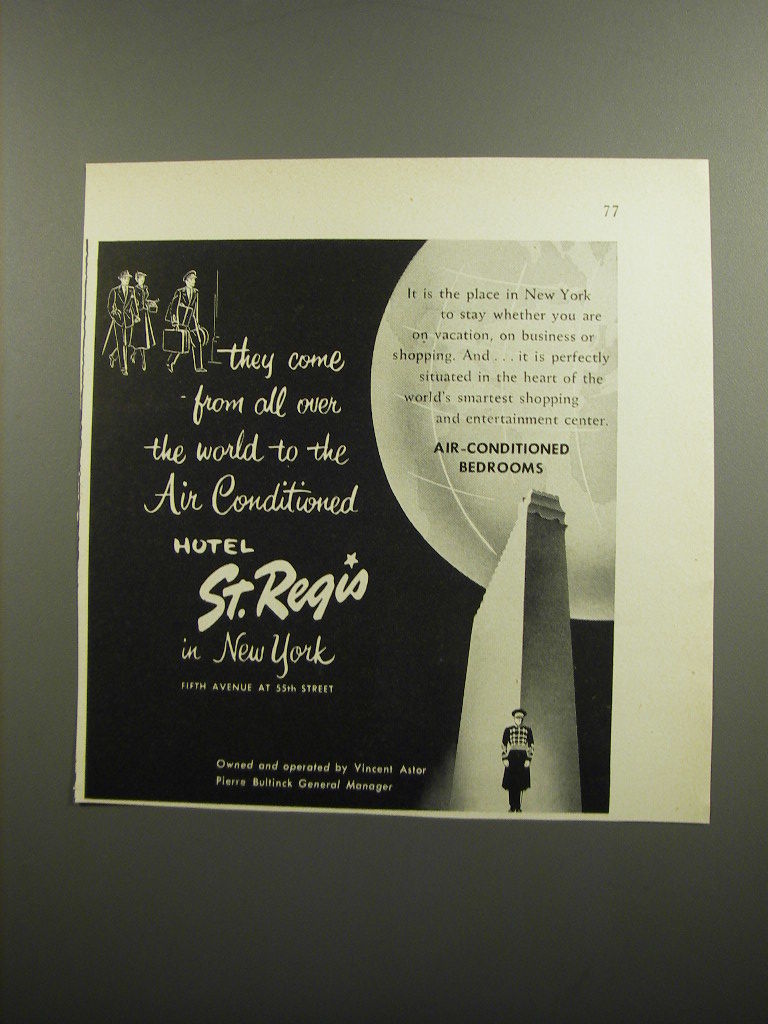 77
they come
from all over
the world to the
Air Conditioned
HOTEL
ST. Regis
in New York
FIFTH AVENUE AT 55th STREET
Owned and operated by Vincent Astor
Pierre Bultinck General Manager
It is the place in New York
to stay whether you are
on vacation, on business or
shopping. And ... it is perfectly
situated in the heart of the
world's smartest shopping
and entertainment center.
AIR-CONDITIONED
BEDROOMS